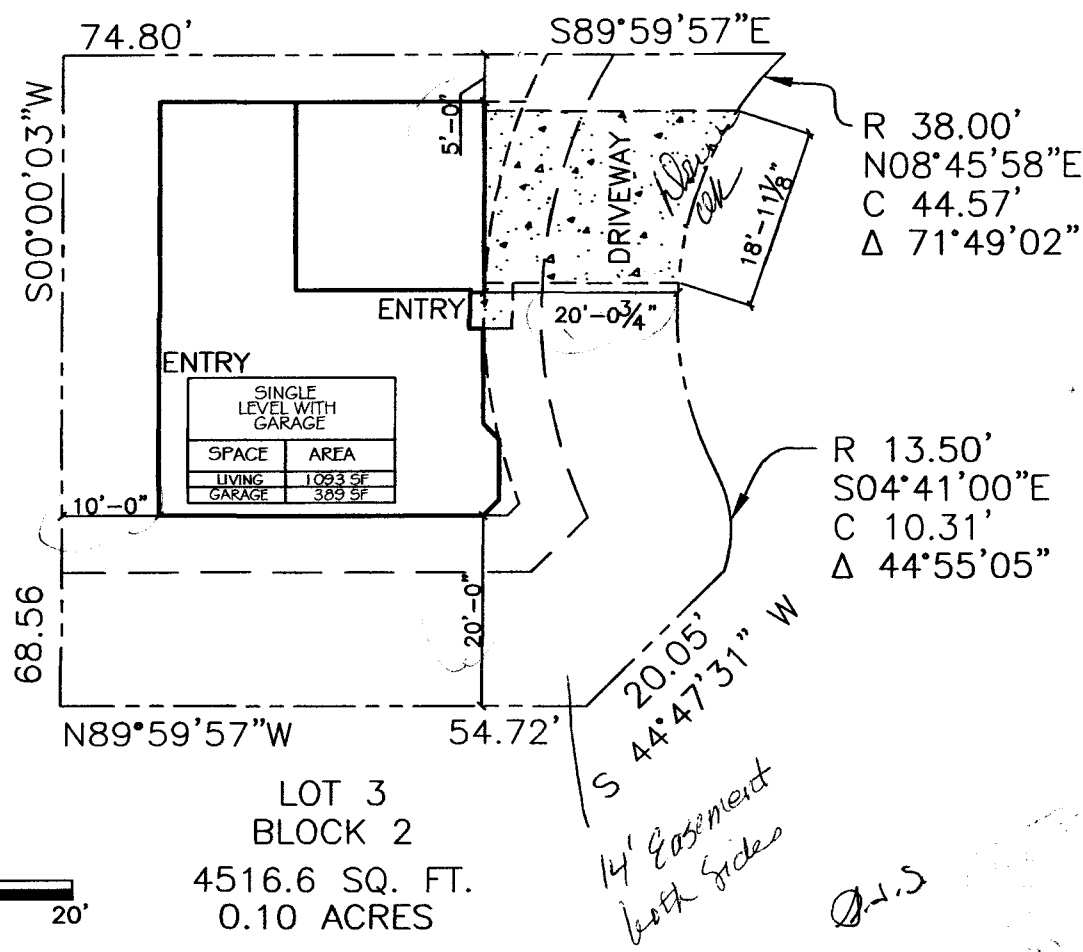 74.80'
S89°59'57"E
S00°00'03"W
5'-0"
DRIVEWAY
18'-11⅛"
R 38.00'
N08°45'58"E
C 44.57'
Δ 71°49'02"
ENTRY
20'-0¾"
ENTRY
SINGLE
LEVEL WITH
GARAGE
SPACE AREA
LIVING 1093 SF
GARAGE 389 SF
10'-0"
R 13.50'
S04°41'00"E
C 10.31'
Δ 44°55'05"
68.56
20'-0"
20.05'
S 44°47'31" W
N89°59'57"W
54.72'
14' Easement
both sides
LOT 3
BLOCK 2
4516.6 SQ. FT.
0.10 ACRES
20'